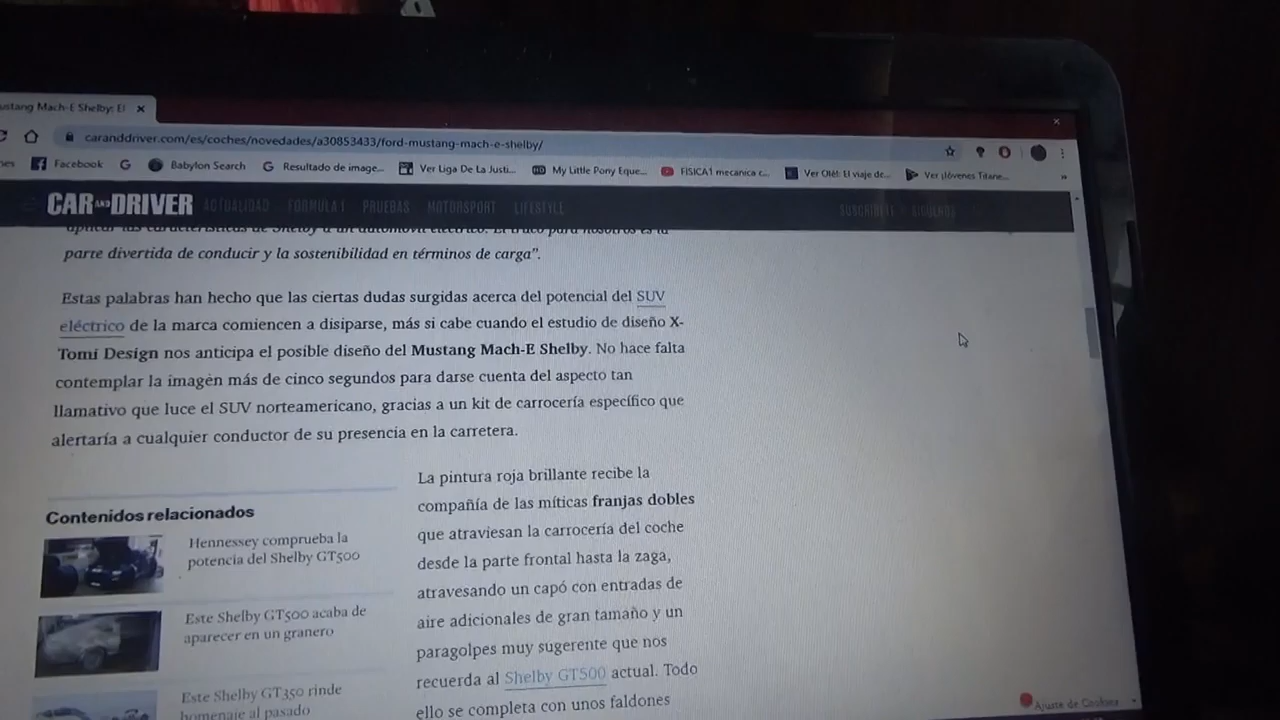 ustang Mach-E Shelby: El
caranddriver.com/es/coches/novedades/a30853433/ford-mustang-mach-e-shelby/
nes Facebook G Babylon Search G Resultado de image... Ver Liga De La Justi... My Little Pony Eque... FISICA1 mecanica c... Ver Olé!: El viaje de... Ver ¡Jóvenes Titane... »
CAR AND DRIVER ACTUALIDAD FORMULA 1 PRUEBAS MOTORSPORT LIFESTYLE SUSCRÍBETE SÍGUENOS
aplicar las características de Shelby a un automóvil eléctrico. El truco para nosotros es la
parte divertida de conducir y la sostenibilidad en términos de carga".
Estas palabras han hecho que las ciertas dudas surgidas acerca del potencial del SUV
eléctrico de la marca comiencen a disiparse, más si cabe cuando el estudio de diseño X-
Tomi Design nos anticipa el posible diseño del Mustang Mach-E Shelby. No hace falta
contemplar la imagen más de cinco segundos para darse cuenta del aspecto tan
llamativo que luce el SUV norteamericano, gracias a un kit de carrocería específico que
alertaría a cualquier conductor de su presencia en la carretera.
Contenidos relacionados
Hennessey comprueba la
potencia del Shelby GT500
Este Shelby GT500 acaba de
aparecer en un granero
Este Shelby GT350 rinde
homenaje al pasado
La pintura roja brillante recibe la
compañía de las míticas franjas dobles
que atraviesan la carrocería del coche
desde la parte frontal hasta la zaga,
atravesando un capó con entradas de
aire adicionales de gran tamaño y un
paragolpes muy sugerente que nos
recuerda al Shelby GT500 actual. Todo
ello se completa con unos faldones
Ajuste de Cookies